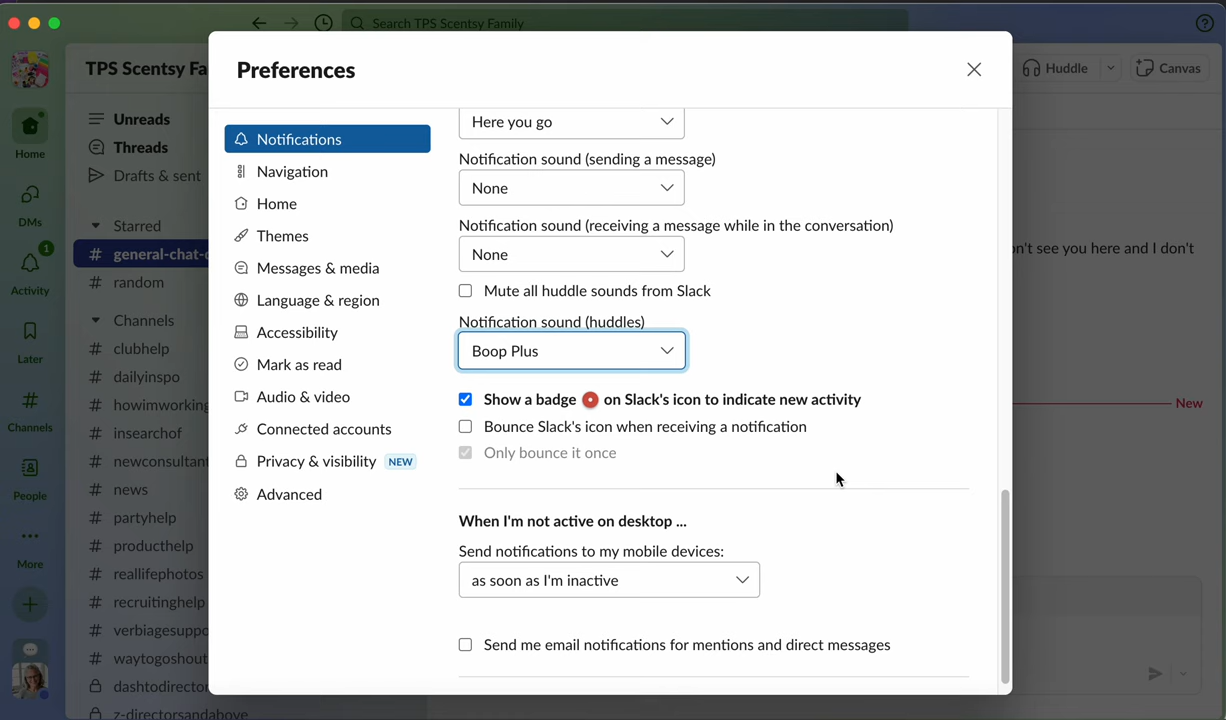 Search TPS Scentsy Family
TPS Scentsy Fa
Huddle
Canvas
Home
DMs
1
Activity
Later
Channels
People
More
Unreads
Threads
Drafts & sent
Starred
general-chat-
random
Channels
clubhelp
dailyinspo
howimworking
insearchof
newconsultant
news
partyhelp
producthelp
reallifephotos
recruitinghelp
verbiagesuppo
waytogoshout
dashtodirector
z-directorsandabove
Preferences
Notifications
Navigation
Home
Themes
Messages & media
Language & region
Accessibility
Mark as read
Audio & video
Connected accounts
Privacy & visibility NEW
Advanced
Here you go
Notification sound (sending a message)
None
Notification sound (receiving a message while in the conversation)
None
Mute all huddle sounds from Slack
Notification sound (huddles)
Boop Plus
Show a badge on Slack's icon to indicate new activity
Bounce Slack's icon when receiving a notification
Only bounce it once
When I'm not active on desktop ...
Send notifications to my mobile devices:
as soon as I'm inactive
Send me email notifications for mentions and direct messages
n't see you here and I don't
New